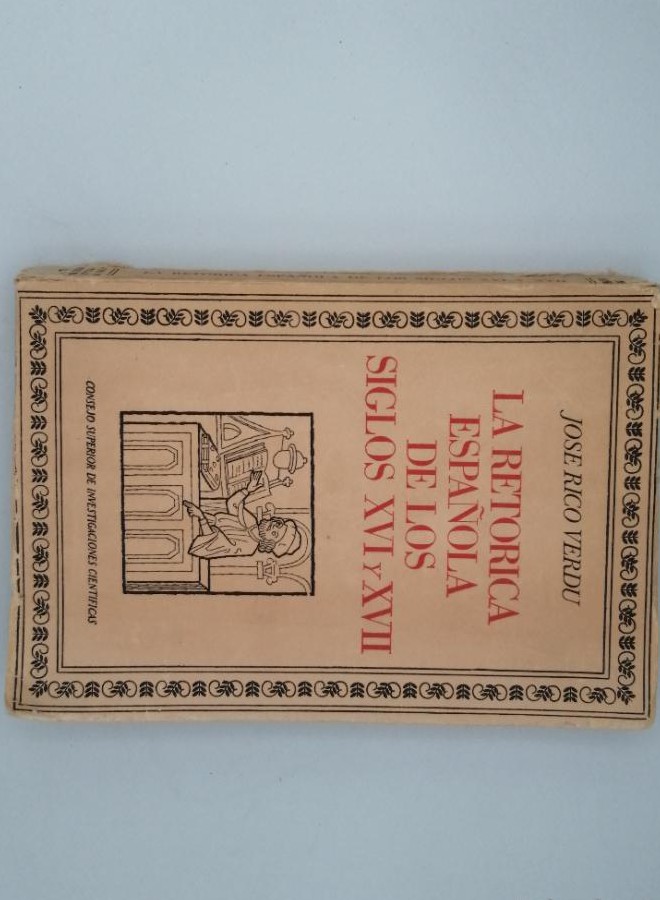 JOSE RICO VERDU
LA RETORICA
ESPAÑOLA
DE LOS
SIGLOS XVI Y XVII
CONSEJO SUPERIOR DE INVESTIGACIONES CIENTIFICAS